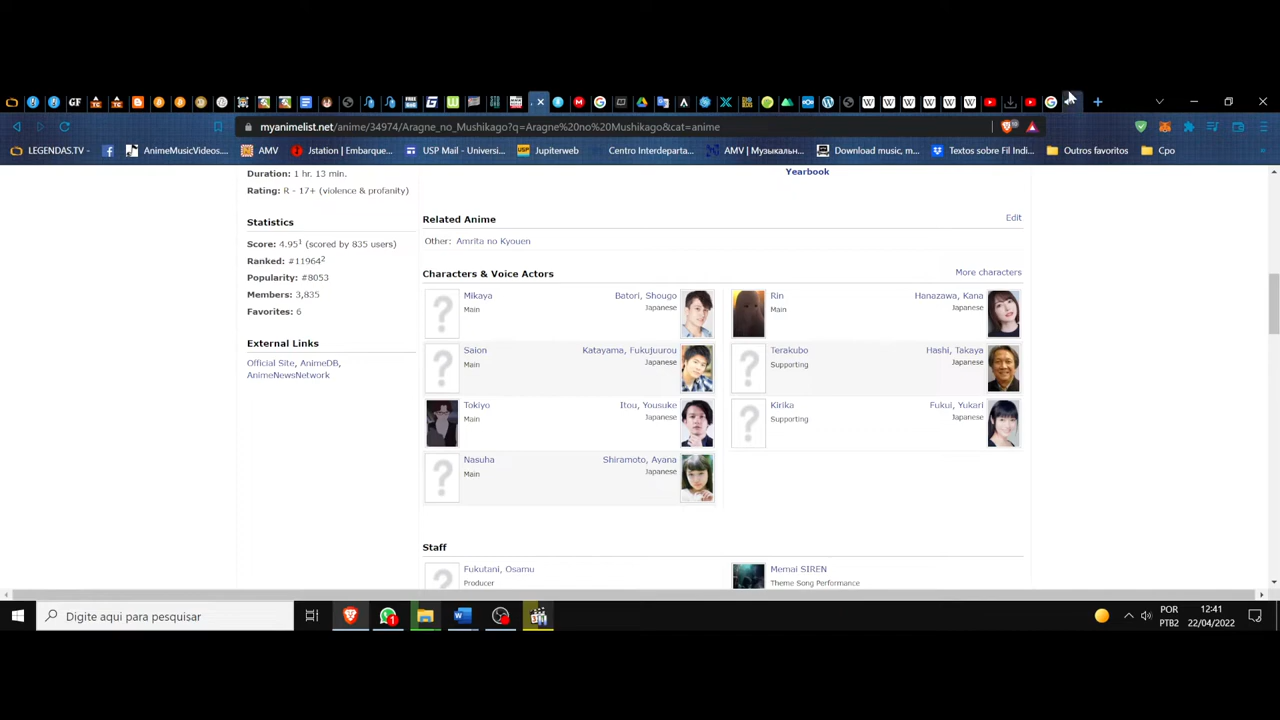 myanimelist.net/anime/34974/Aragne_no_Mushikago?q=Aragne%20no%20Mushikago&cat=anime
LEGENDAS.TV - AnimeMusicVideos.... AMV Jstation | Embarque... USP Mail - Universi... Jupiterweb Centro Interdeparta... AMV | Музыкальн... Download music, m... Textos sobre Fil Indi... Outros favoritos Cpo
Duration: 1 hr. 13 min.
Rating: R - 17+ (violence & profanity)
Statistics
Score: 4.95¹ (scored by 835 users)
Ranked: #11964²
Popularity: #8053
Members: 3,835
Favorites: 6
External Links
Official Site, AnimeDB,
AnimeNewsNetwork
Yearbook
Related Anime Edit
Other: Amrita no Kyouen
Characters & Voice Actors More characters
Mikaya Batori, Shougo
Main Japanese
Rin Hanazawa, Kana
Main Japanese
Saion Katayama, Fukujuurou
Main Japanese
Terakubo Hashi, Takaya
Supporting Japanese
Tokiyo Itou, Yousuke
Main Japanese
Kirika Fukui, Yukari
Supporting Japanese
Nasuha Shiramoto, Ayana
Main Japanese
Staff
Fukutani, Osamu
Producer
Memai SIREN
Theme Song Performance
Digite aqui para pesquisar
POR
PTB2
12:41
22/04/2022